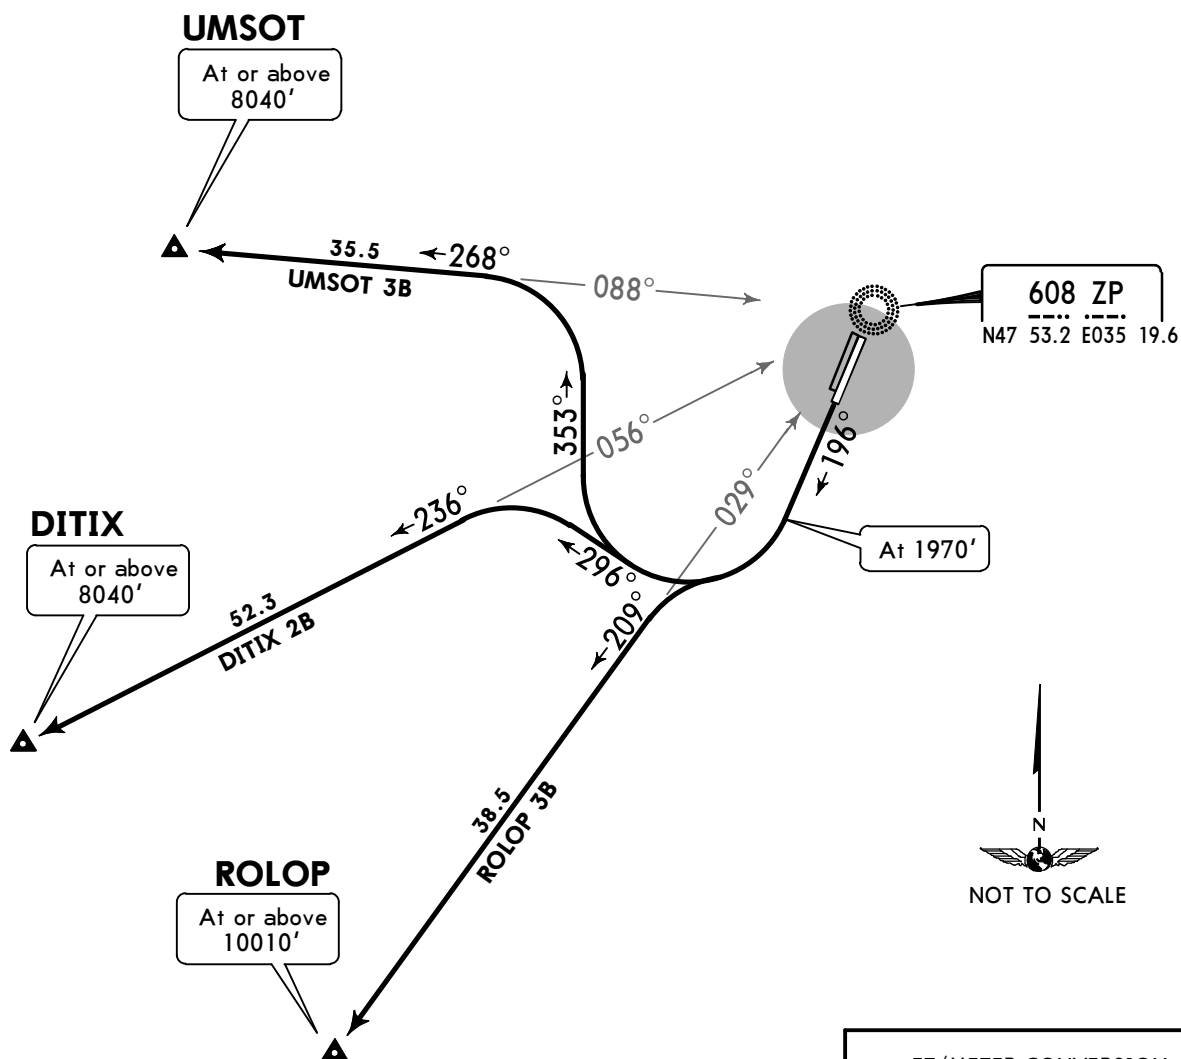 UMSOT
At or above
8040'
35.5
268°
UMSOT 3B
088°
608 ZP
N47 53.2 E035 19.6
353°
056°
196°
029°
236°
DITIX
At or above
8040'
296°
At 1970'
52.3
DITIX 2B
209°
38.5
ROLOP 3B
N
NOT TO SCALE
ROLOP
At or above
10010'